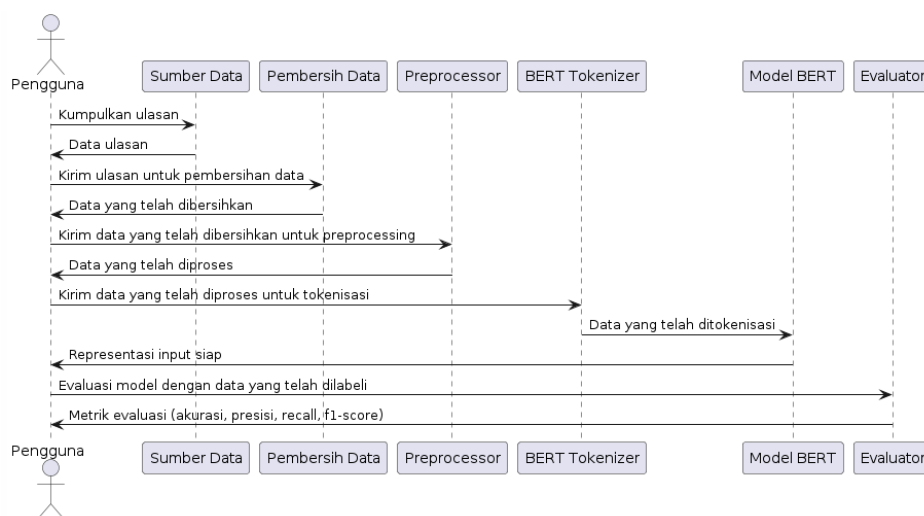 Pengguna
Sumber Data
Pembersih Data
Preprocessor
BERT Tokenizer
Model BERT
Evaluator
Kumpulkan ulasan
Data ulasan
Kirim ulasan untuk pembersihan data
Data yang telah dibersihkan
Kirim data yang telah dibersihkan untuk preprocessing
Data yang telah diproses
Kirim data yang telah diproses untuk tokenisasi
Data yang telah ditokenisasi
Representasi input siap
Evaluasi model dengan data yang telah dilabeli
Metrik evaluasi (akurasi, presisi, recall, f1-score)
Pengguna
Sumber Data
Pembersih Data
Preprocessor
BERT Tokenizer
Model BERT
Evaluator